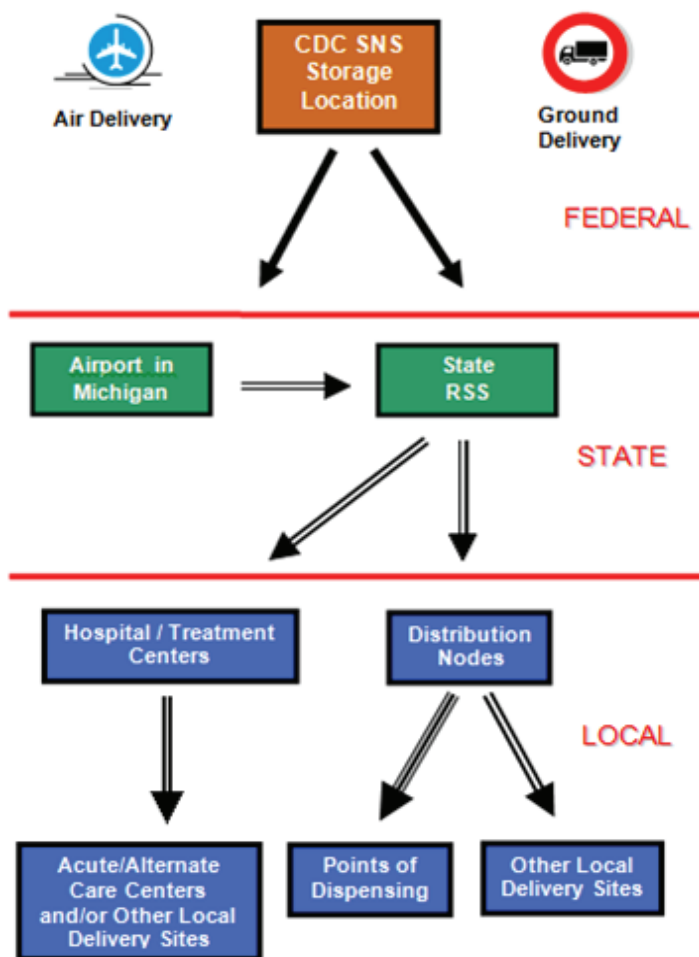 CDC SNS
Storage
Location
Air Delivery
Ground
Delivery
FEDERAL
Airport in
Michigan
State
RSS
STATE
Hospital / Treatment
Centers
Distribution
Nodes
LOCAL
Acute/Alternate
Care Centers
and/or Other Local
Delivery Sites
Points of
Dispensing
Other Local
Delivery Sites